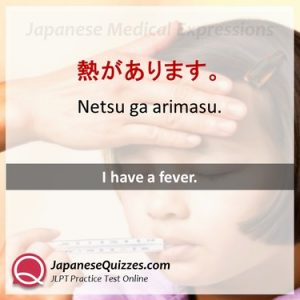 Japanese Medical Expressions
熱があります。
Netsu ga arimasu.
I have a fever.
JapaneseQuizzes.com
JLPT Practice Test Online